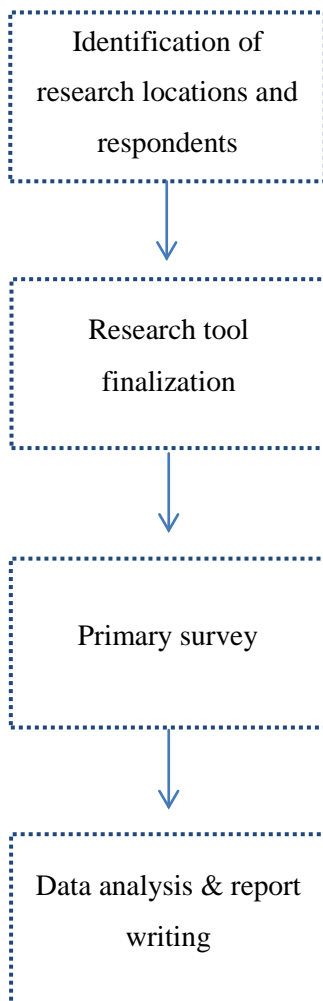 Identification of
research locations and
respondents
Research tool
finalization
Primary survey
Data analysis & report
writing